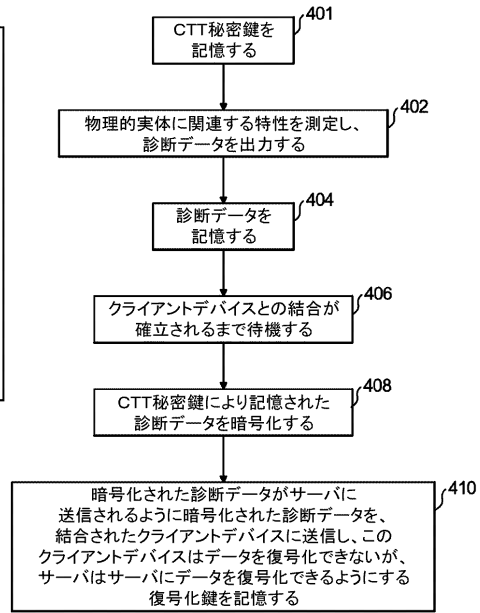 401
CTT秘密鍵を
記憶する
402
物理的実体に関連する特性を測定し、
診断データを出力する
404
診断データを
記憶する
406
クライアントデバイスとの結合が
確立されるまで待機する
408
CTT秘密鍵により記憶された
診断データを暗号化する
410
暗号化された診断データがサーバに
送信されるように暗号化された診断データを、
結合されたクライアントデバイスに送信し、この
クライアントデバイスはデータを復号化できないが、
サーバはサーバにデータを復号化できるようにする
復号化鍵を記憶する